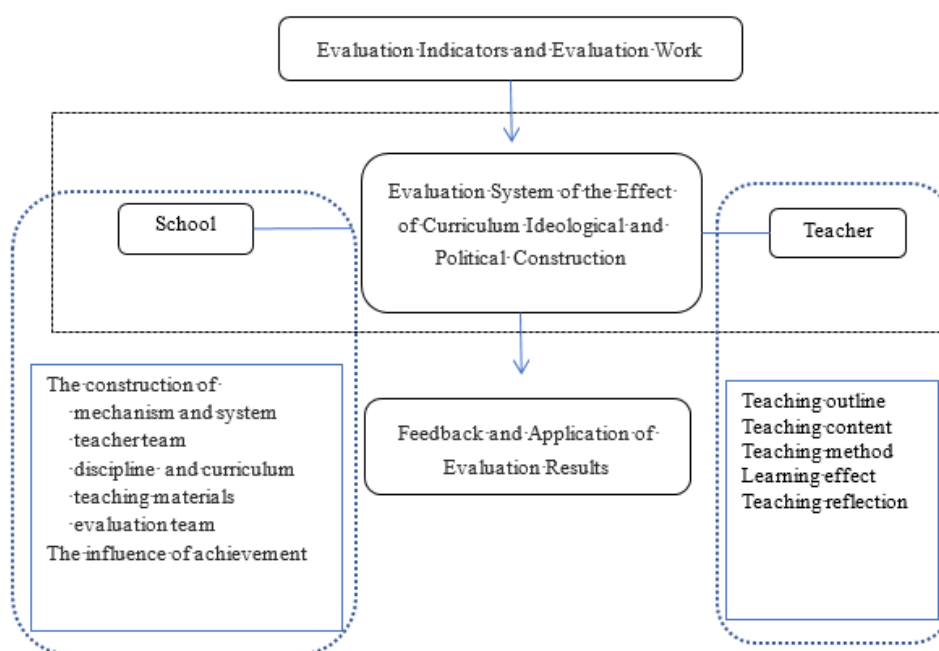 Evaluation·Indicators·and·Evaluation·Work
Evaluation·System·of·the·Effect·
of·Curriculum·Ideological·and·
Political·Construction
School
Teacher
The·construction·of·
·mechanism·and·system
·teacher·team
·discipline·and·curriculum
·teaching·materials
·evaluation·team
The·influence·of·achievement
Feedback·and·Application·of·
Evaluation·Results
Teaching·outline
Teaching·content
Teaching·method
Learning·effect
Teaching·reflection